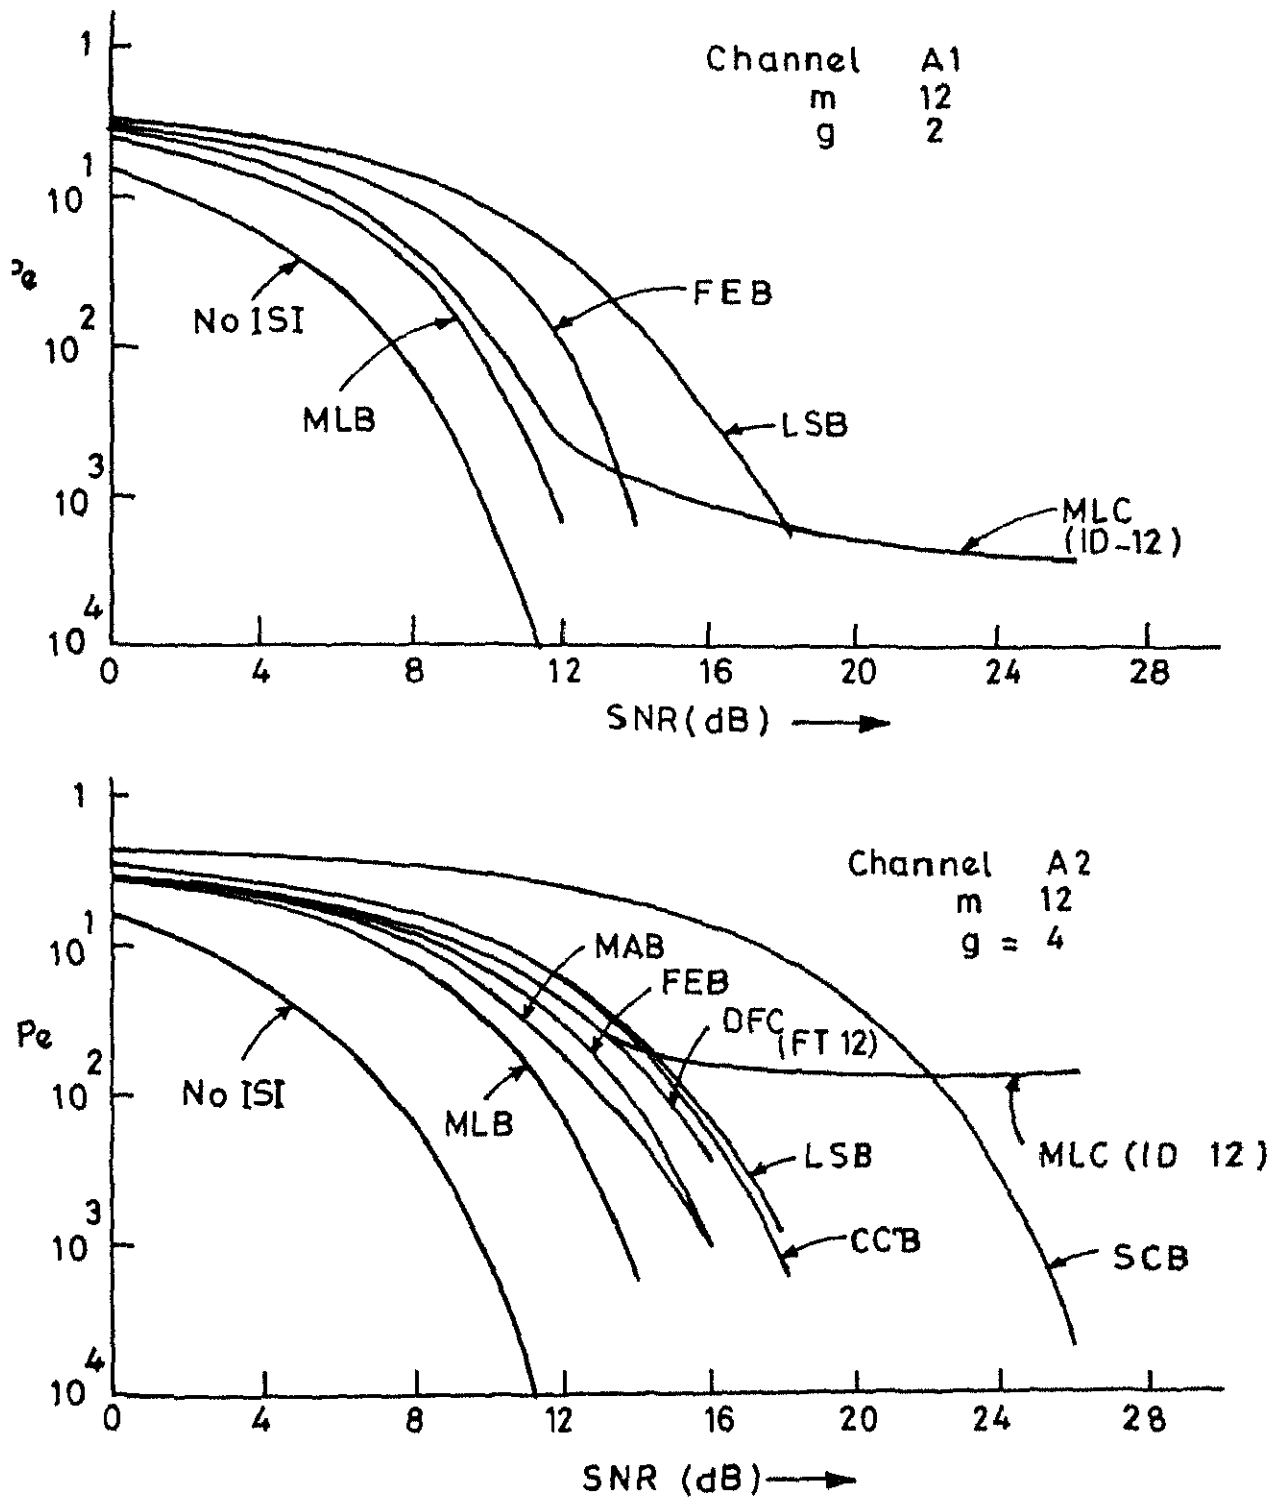 1
Channel A1
m 12
g 2
1
10
Pe
No ISI
FEB
2
10
MLB
LSB
3
10
MLC
(ID-12)
4
10
0 4 8 12 16 20 24 28
SNR(dB)
1
Channel A2
m 12
g = 4
1
10
MAB
FEB
DFC
(FT 12)
Pe
2
10
No ISI
MLB
LSB
MLC (ID 12)
3
10
CCB
SCB
4
10
0 4 8 12 16 20 24 28
SNR (dB)